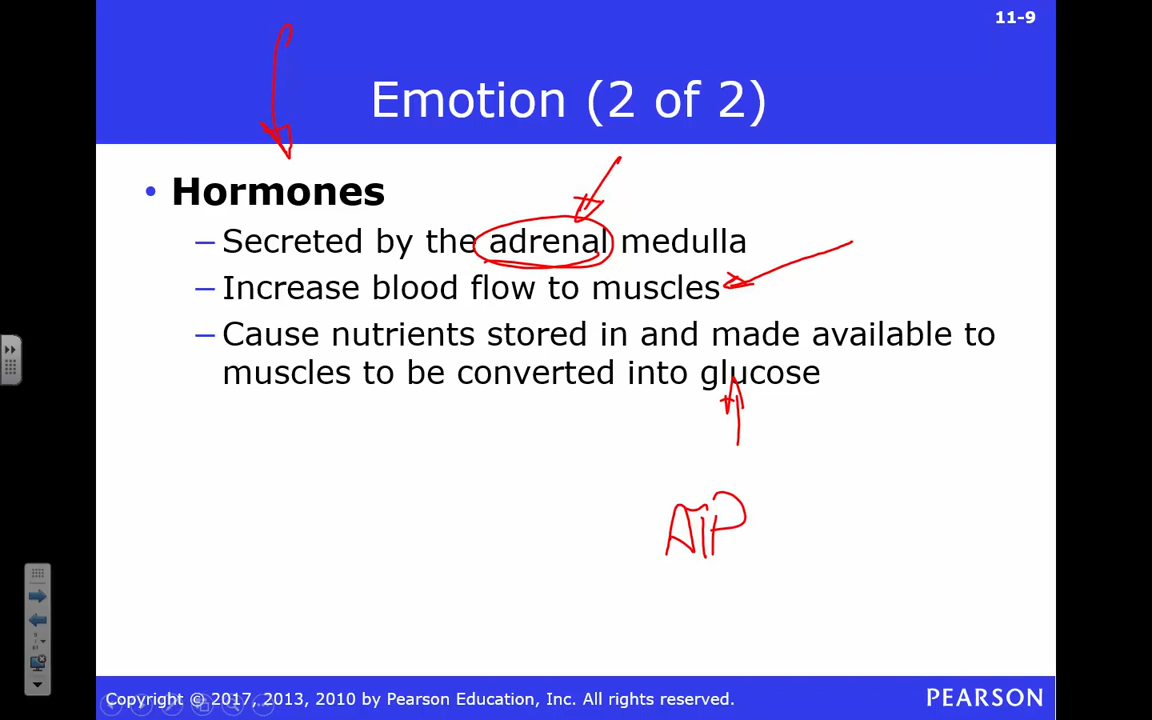 11-9
Emotion (2 of 2)
• Hormones
– Secreted by the adrenal medulla
– Increase blood flow to muscles
– Cause nutrients stored in and made available to
muscles to be converted into glucose
ATP
Copyright © 2017, 2013, 2010 by Pearson Education, Inc. All rights reserved.
PEARSON